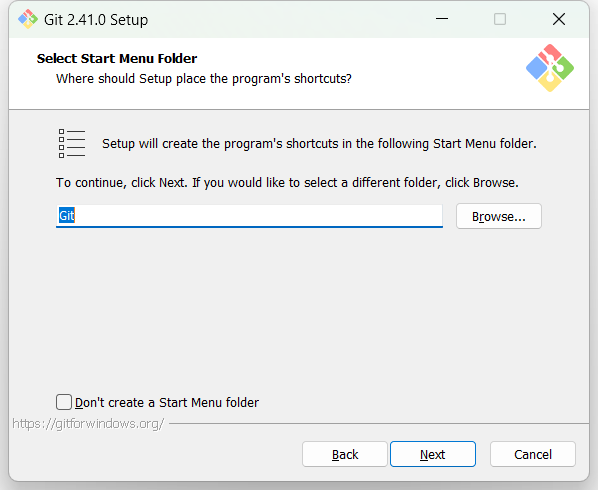 Git 2.41.0 Setup
Select Start Menu Folder
Where should Setup place the program's shortcuts?
Setup will create the program's shortcuts in the following Start Menu folder.
To continue, click Next. If you would like to select a different folder, click Browse.
Git
Browse...
Don't create a Start Menu folder
https://gitforwindows.org/
Back
Next
Cancel